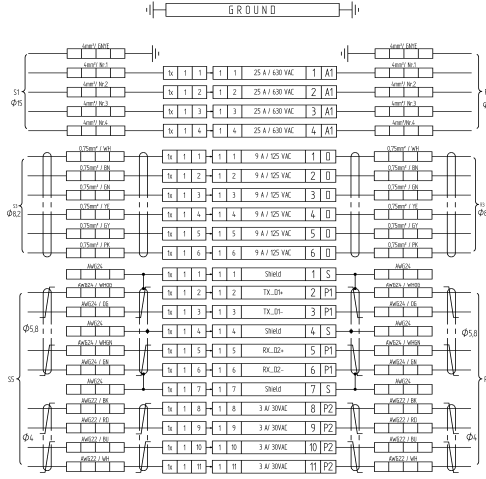 GROUND
4mm²/ GNYE 4mm²/ GNYE
4mm²/ Nr.1 1x 1 1 1 1 25 A / 630 VAC 1 A1 4mm²/ Nr.1
S1 4mm²/ Nr.2 1x 1 2 1 2 25 A / 630 VAC 2 A1 4mm²/ Nr.2
Φ15 4mm²/ Nr.3 1x 1 3 1 3 25 A / 630 VAC 3 A1 4mm²/ Nr.3
4mm²/ Nr.4 1x 1 4 1 4 25 A / 630 VAC 4 A1 4mm²/Nr.4
0,75mm² / WH 1x 1 1 1 1 9 A / 125 VAC 1 D 0,75mm² / WH
0,75mm² / BN 1x 1 2 1 2 9 A / 125 VAC 2 D 0,75mm² / BN
0,75mm² / GN 1x 1 3 1 3 9 A / 125 VAC 3 D 0,75mm² / GN
S3 Φ8,2 0,75mm² / YE 1x 1 4 1 4 9 A / 125 VAC 4 D 0,75mm² / YE
0,75mm² / GY 1x 1 5 1 5 9 A / 125 VAC 5 D 0,75mm² / GY
0,75mm² / PK 1x 1 6 1 6 9 A / 125 VAC 6 D 0,75mm² / PK
AWG24 1x 1 1 1 1 Shield 1 S AWG24
AWG24 / WHOG 1x 1 2 1 2 TX_D1+ 2 P1 AWG24 / WHOG
AWG24 / OG 1x 1 3 1 3 TX_D1- 3 P1 AWG24 / OG
Φ5,8 AWG24 1x 1 4 1 4 Shield 4 S AWG24 Φ5,8
AWG24 / WHGN 1x 1 5 1 5 RX_D2+ 5 P1 AWG24 / WHGN
S5 AWG24 / GN 1x 1 6 1 6 RX_D2- 6 P1 AWG24 / GN
AWG24 1x 1 7 1 7 Shield 7 S AWG24
AWG22 / BK 1x 1 8 1 8 3 A/ 30VAC 8 P2 AWG22 / BK
Φ4 AWG22 / RD 1x 1 9 1 9 3 A/ 30VAC 9 P2 AWG22 / RD Φ4
AWG22 / BU 1x 1 10 1 10 3 A/ 30VAC 10 P2 AWG22 / BU
AWG22 / WH 1x 1 11 1 11 3 A/ 30VAC 11 P2 AWG22 / WH